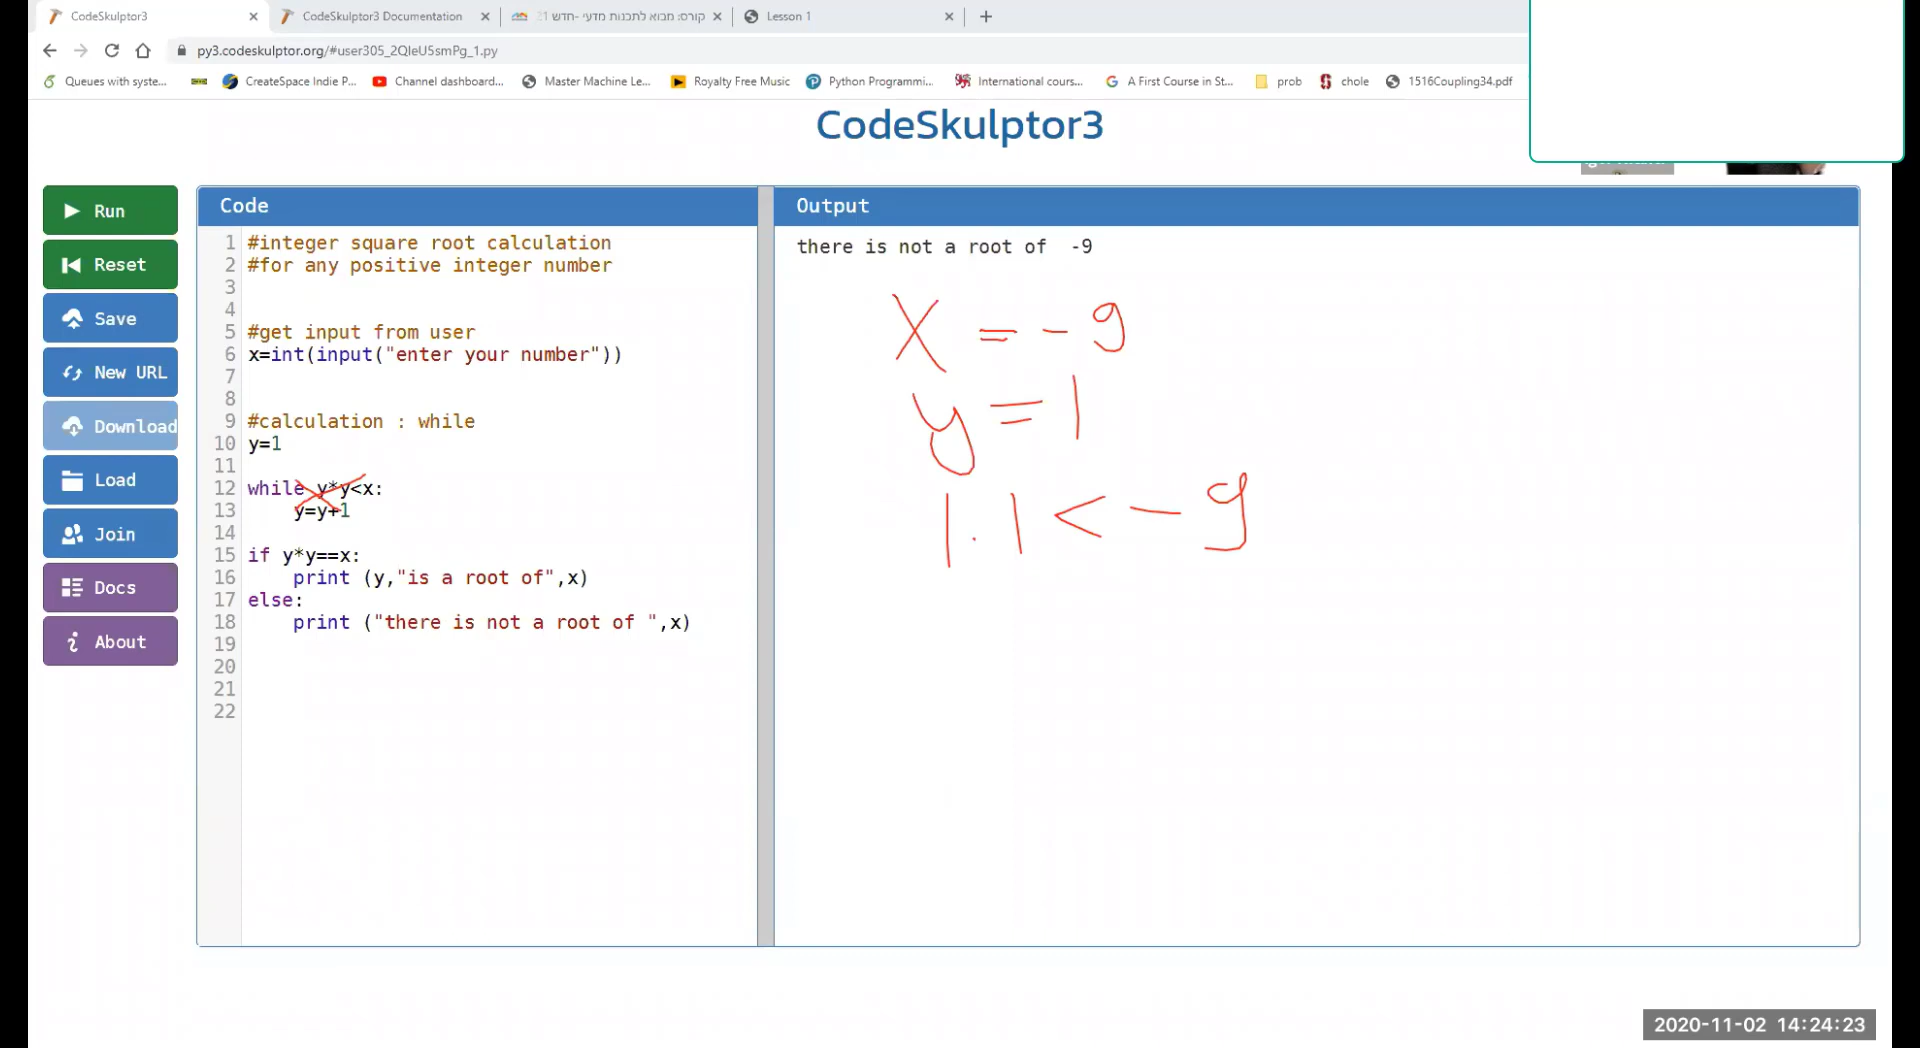 CodeSkulptor3
CodeSkulptor3 Documentation
קורס: מבוא לתכנות מדעי -חדש 21
Lesson 1
py3.codeskulptor.org/#user305_2QIeU5smPg_1.py
Queues with syste...
CreateSpace Indie P...
Channel dashboard...
Master Machine Le...
Royalty Free Music
Python Programmi...
International cours...
A First Course in St...
prob
chole
1516Coupling34.pdf
CodeSkulptor3
Run
Reset
Save
New URL
Download
Load
Join
Docs
About
Code
1 #integer square root calculation
2 #for any positive integer number
3
4
5 #get input from user
6 x=int(input("enter your number"))
7
8
9 #calculation : while
10 y=1
11
12 while y*y<x:
13 y=y+1
14
15 if y*y==x:
16 print (y,"is a root of",x)
17 else:
18 print ("there is not a root of ",x)
19
20
21
22
Output
there is not a root of  -9
X = -9
y = 1
1.1 < -9
2020-11-02 14:24:23